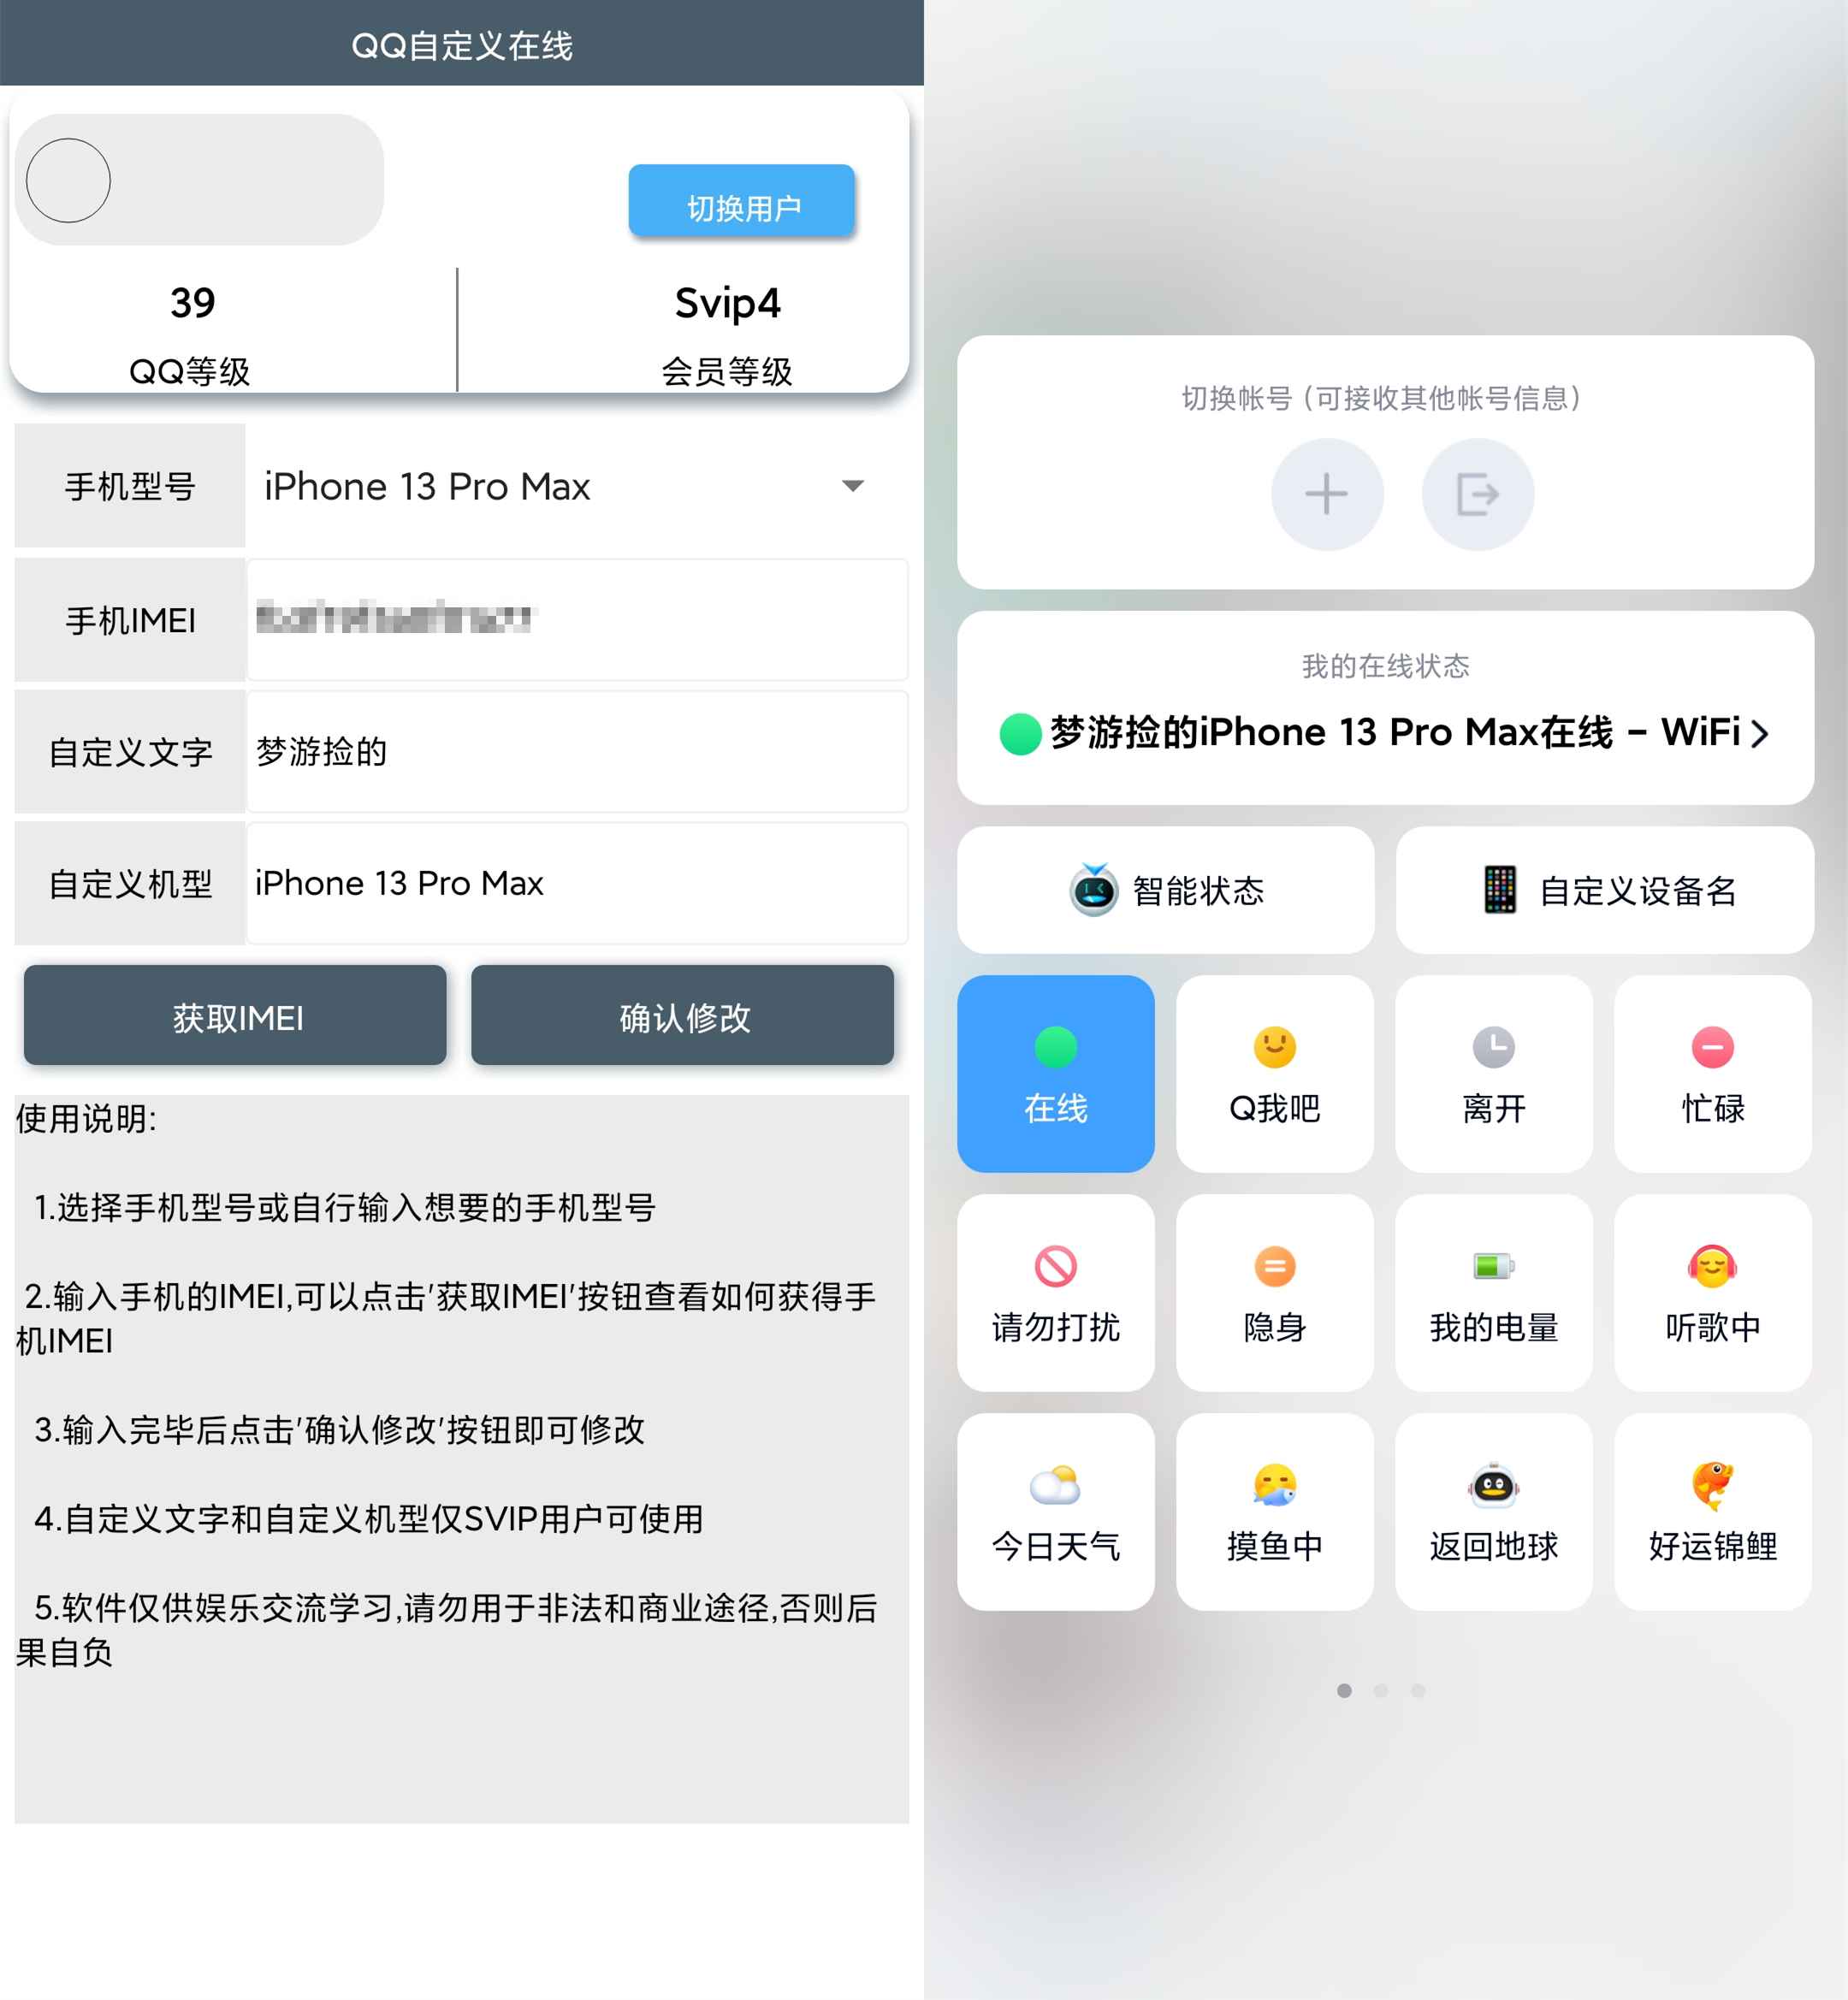 QQ自定义在线
切换用户
39
QQ等级
Svip4
会员等级
手机型号
iPhone 13 Pro Max
手机IMEI
自定义文字
梦游捡的
自定义机型
iPhone 13 Pro Max
获取IMEI
确认修改
使用说明:
1.选择手机型号或自行输入想要的手机型号
2.输入手机的IMEI,可以点击'获取IMEI'按钮查看如何获得手
机IMEI
3.输入完毕后点击'确认修改'按钮即可修改
4.自定义文字和自定义机型仅SVIP用户可使用
5.软件仅供娱乐交流学习,请勿用于非法和商业途径,否则后
果自负
切换帐号 (可接收其他帐号信息)
我的在线状态
梦游捡的iPhone 13 Pro Max在线 - WiFi
智能状态
自定义设备名
在线
Q我吧
离开
忙碌
请勿打扰
隐身
我的电量
听歌中
今日天气
摸鱼中
返回地球
好运锦鲤